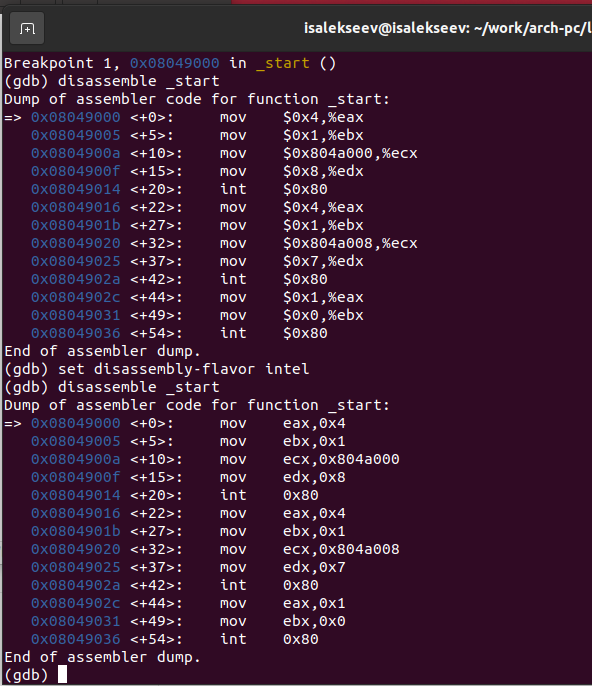 isalekseev@isalekseev: ~/work/arch-pc/l
Breakpoint 1, 0x08049000 in _start ()
(gdb) disassemble _start
Dump of assembler code for function _start:
=> 0x08049000 <+0>:     mov    $0x4,%eax
   0x08049005 <+5>:     mov    $0x1,%ebx
   0x0804900a <+10>:    mov    $0x804a000,%ecx
   0x0804900f <+15>:    mov    $0x8,%edx
   0x08049014 <+20>:    int    $0x80
   0x08049016 <+22>:    mov    $0x4,%eax
   0x0804901b <+27>:    mov    $0x1,%ebx
   0x08049020 <+32>:    mov    $0x804a008,%ecx
   0x08049025 <+37>:    mov    $0x7,%edx
   0x0804902a <+42>:    int    $0x80
   0x0804902c <+44>:    mov    $0x1,%eax
   0x08049031 <+49>:    mov    $0x0,%ebx
   0x08049036 <+54>:    int    $0x80
End of assembler dump.
(gdb) set disassembly-flavor intel
(gdb) disassemble _start
Dump of assembler code for function _start:
=> 0x08049000 <+0>:     mov    eax,0x4
   0x08049005 <+5>:     mov    ebx,0x1
   0x0804900a <+10>:    mov    ecx,0x804a000
   0x0804900f <+15>:    mov    edx,0x8
   0x08049014 <+20>:    int    0x80
   0x08049016 <+22>:    mov    eax,0x4
   0x0804901b <+27>:    mov    ebx,0x1
   0x08049020 <+32>:    mov    ecx,0x804a008
   0x08049025 <+37>:    mov    edx,0x7
   0x0804902a <+42>:    int    0x80
   0x0804902c <+44>:    mov    eax,0x1
   0x08049031 <+49>:    mov    ebx,0x0
   0x08049036 <+54>:    int    0x80
End of assembler dump.
(gdb)